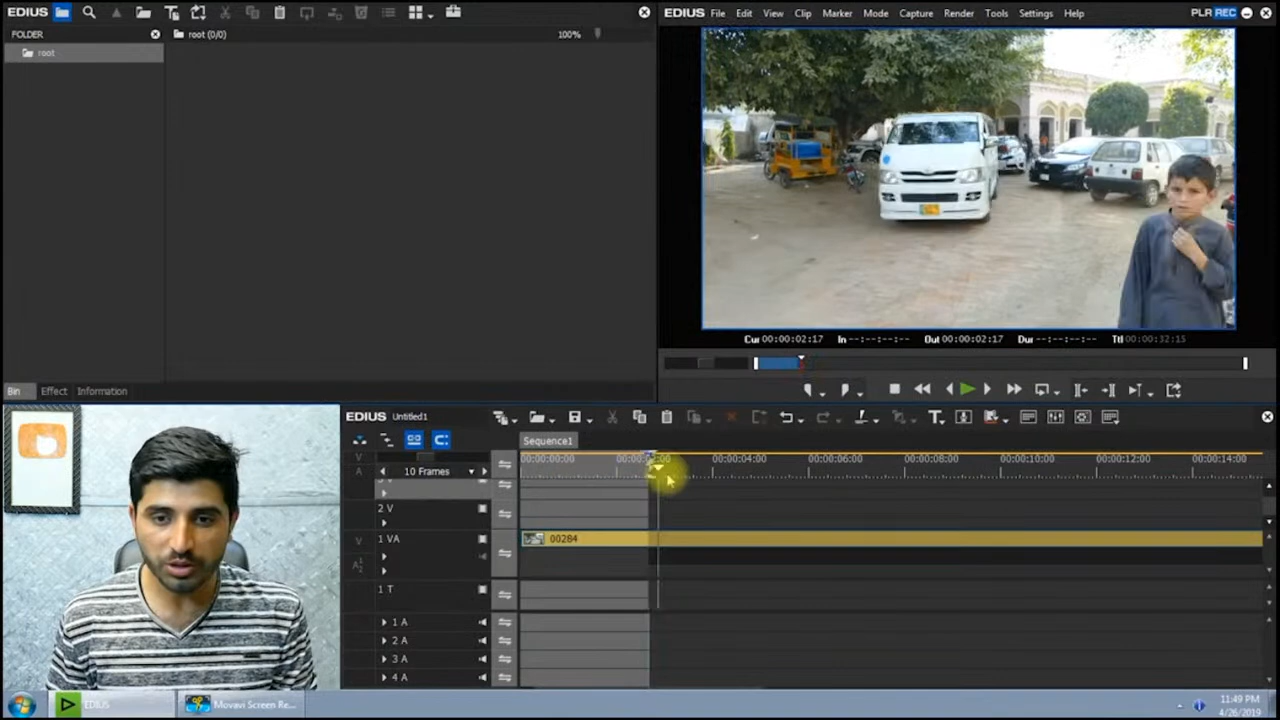 EDIUS
EDIUS File Edit View Clip Marker Mode Capture Render Tools Settings Help PLR REC
FOLDER root (0/0) 100%
root
Cur 00:00:02:17 In --:--:--:-- Out 00:00:02:17 Dur --:--:--:-- Ttl 00:00:32:15
Bin Effect Information
EDIUS Untitled1
Sequence1
V
A
10 Frames
00:00:00:00 00:00:04:00 00:00:06:00 00:00:08:00 00:00:10:00 00:00:12:00 00:00:14:00
2 V
V
1 VA
00284
1 T
1 A
2 A
3 A
4 A
EDIUS
Movavi Screen Re...
11:49 PM
4/26/2019